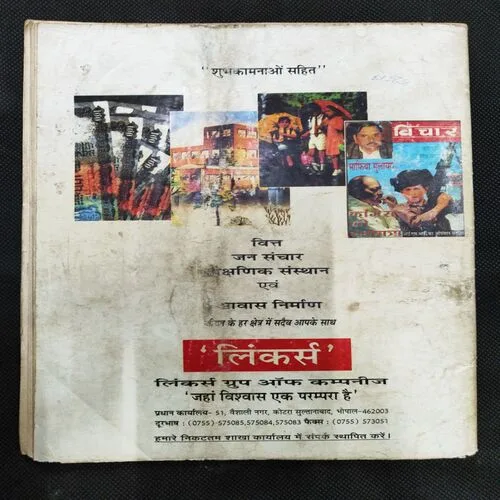 ''शुभकामनाओं सहित''
विचार
वित्त
जन संचार
क्षणिक संस्थान
एवं
आवास निर्माण
के हर क्षेत्र में सदैव आपके साथ
'लिंकर्स'
लिंकर्स ग्रुप ऑफ कम्पनीज
'जहां विश्वास एक परम्परा है'
प्रधान कार्यालय- 51, वैशाली नगर, कोटरा सुल्तानाबाद, भोपाल-462003
दूरभाष : (0755) 575085,575084,575083 फैक्स : (0755) 573051
हमारे निकटतम शाखा कार्यालय में संपर्क स्थापित करें।